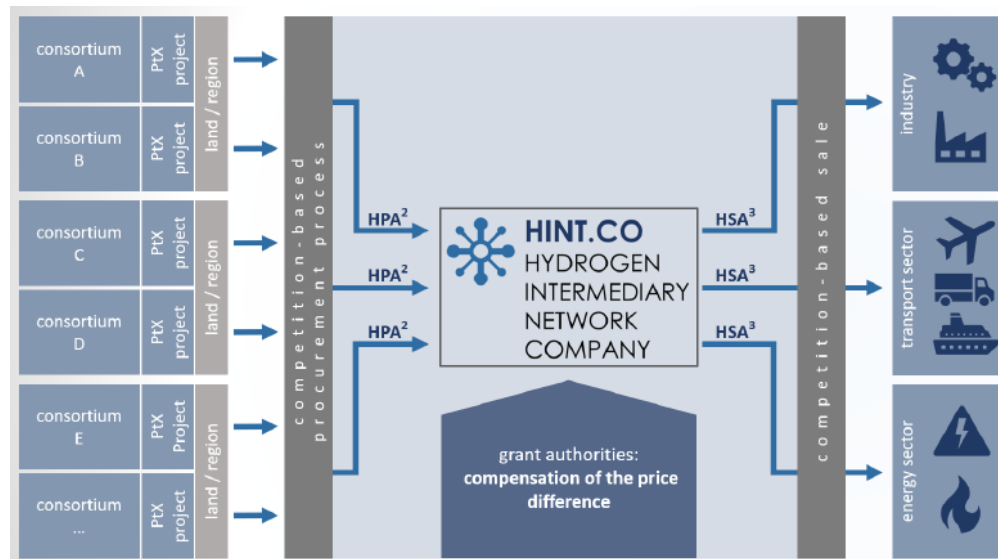 consortium
A
PtX
project
consortium
B
PtX
project
land / region
consortium
C
PtX
project
consortium
D
PtX
project
land / region
consortium
E
PtX
Project
consortium
...
PtX
project
land / region
competition-based
procurement process
HPA²
HPA²
HPA²
HINT.CO
HYDROGEN
INTERMEDIARY
NETWORK
COMPANY
grant authorities:
compensation of the price
difference
HSA³
HSA³
HSA³
competition-based sale
industry
transport sector
energy sector